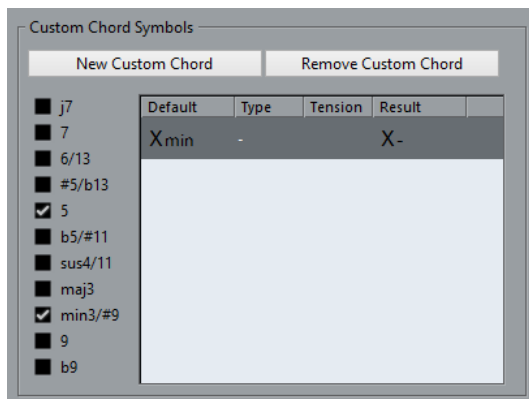 Custom Chord Symbols
New Custom Chord Remove Custom Chord
j7
7
6/13
#5/b13
5
b5/#11
sus4/11
maj3
min3/#9
9
b9
Default Type Tension Result
Xmin - X-